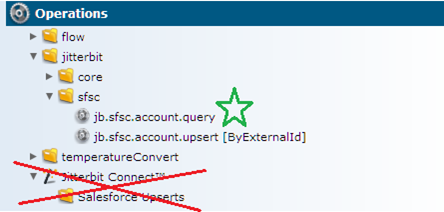 Operations
flow
jitterbit
core
sfsc
jb.sfsc.account.query
jb.sfsc.account.upsert [ByExternalId]
temperatureConvert
Jitterbit Connect™
Salesforce Upserts